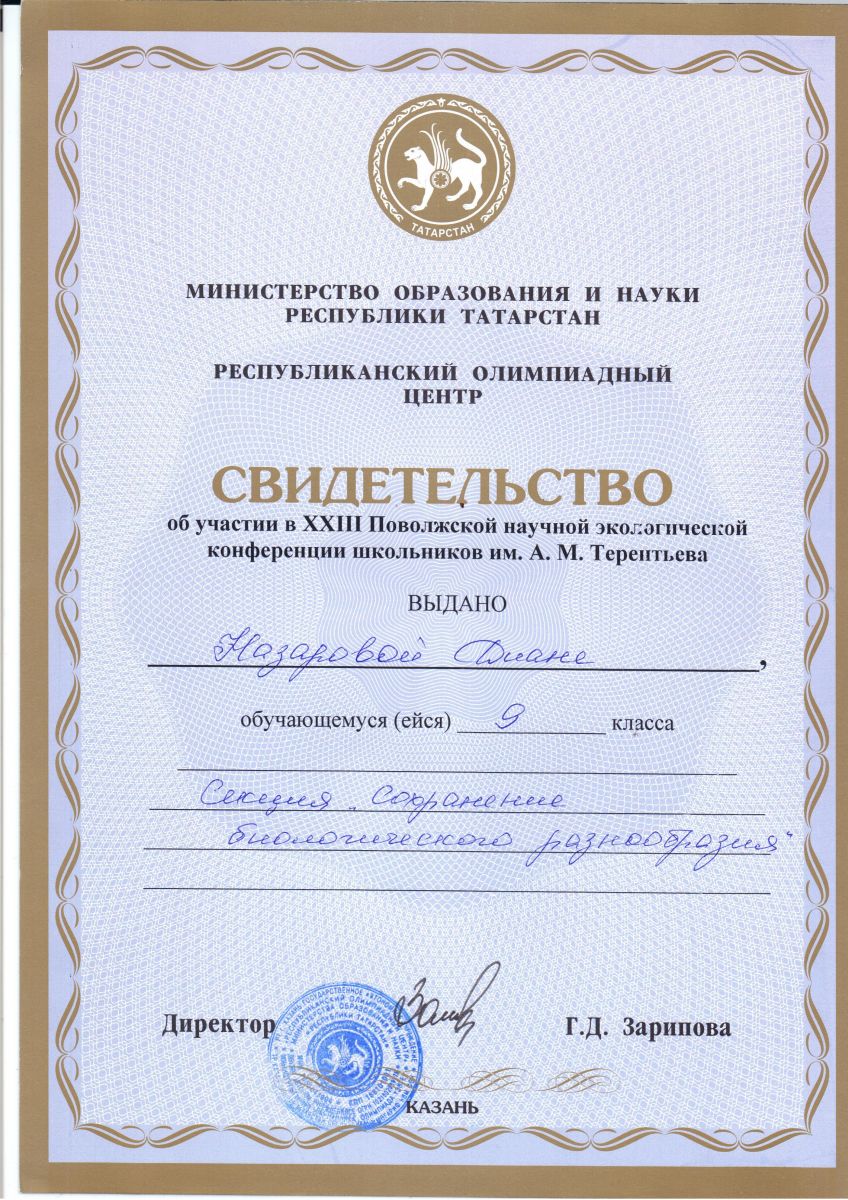 ТАТАРСТАН
МИНИСТЕРСТВО ОБРАЗОВАНИЯ И НАУКИ
РЕСПУБЛИКИ ТАТАРСТАН
РЕСПУБЛИКАНСКИЙ ОЛИМПИАДНЫЙ
ЦЕНТР
СВИДЕТЕЛЬСТВО
об участии в XXIII Поволжской научной экологической
конференции школьников им. А. М. Терентьева
ВЫДАНО
Назаровой Диане,
обучающемуся (ейся) 9 класса
Секция „Сохранение
биологического разнообразия"
Директор Г.Д. Зарипова
КАЗАНЬ